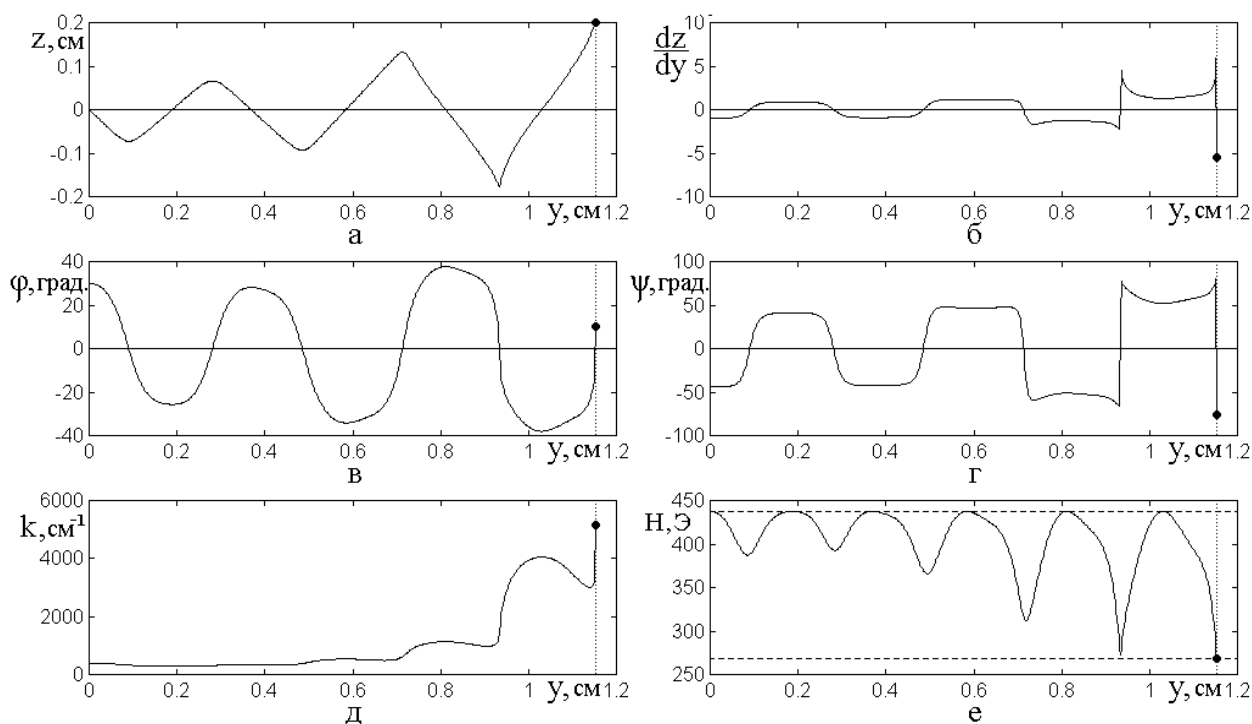 0.2
z, см
0.1
0
-0.1
-0.2
0 0.2 0.4 0.6 0.8 1 y, см 1.2
а
10
dz
dy
5
0
-5
-10
0 0.2 0.4 0.6 0.8 1 y, см 1.2
б
40
φ, град.
20
0
-20
-40
0 0.2 0.4 0.6 0.8 1 y, см 1.2
в
100
ψ, град.
50
0
-50
-100
0 0.2 0.4 0.6 0.8 1 y, см 1.2
г
6000
k, см⁻¹
4000
2000
0
0 0.2 0.4 0.6 0.8 1 y, см 1.2
д
450
H, Э
400
350
300
250
0 0.2 0.4 0.6 0.8 1 y, см 1.2
е